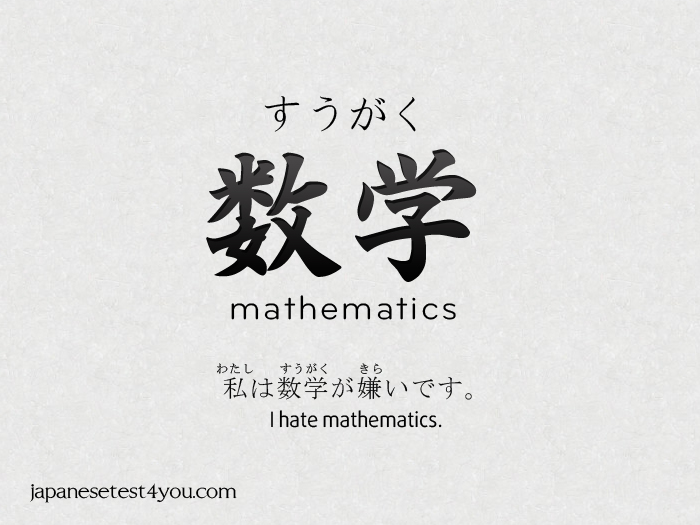 すうがく
数学
mathematics
わたし すうがく きら
私は数学が嫌いです。
I hate mathematics.
japanesetest4you.com